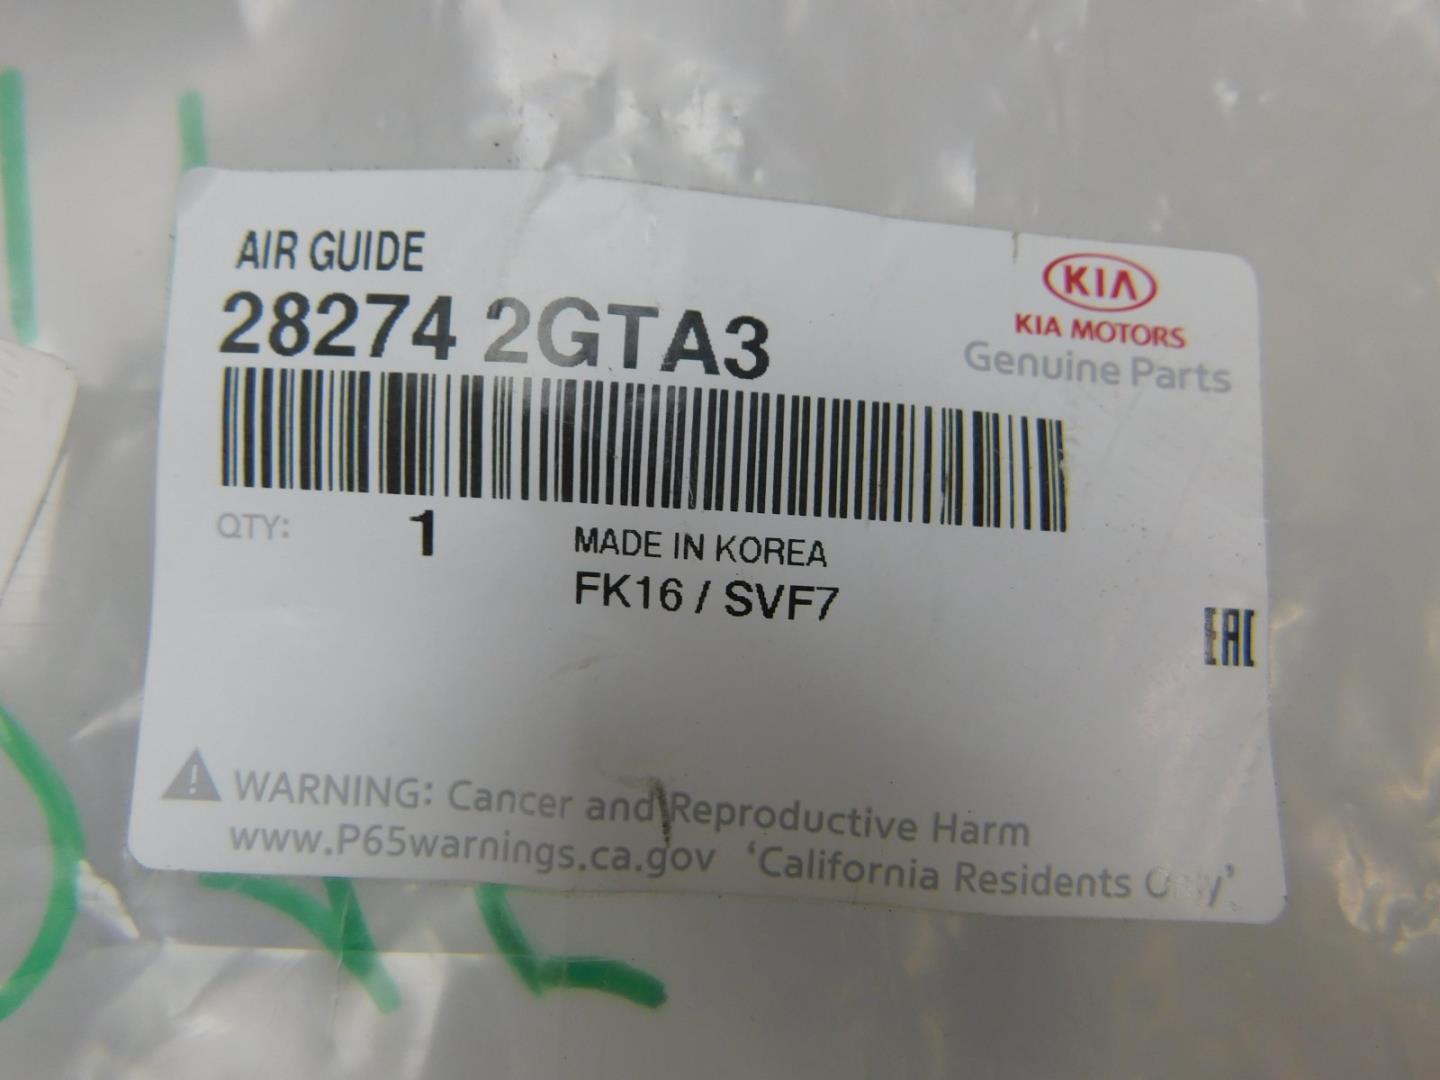 AIR GUIDE
28274 2GTA3
KIA
KIA MOTORS
Genuine Parts
QTY: 1
MADE IN KOREA
FK16 / SVF7
EAC
WARNING: Cancer and Reproductive Harm
www.P65warnings.ca.gov 'California Residents Only'